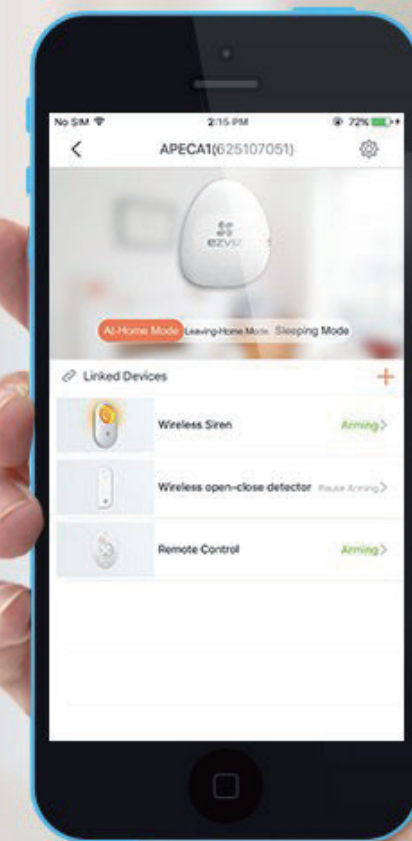 No SIM 2:15 PM 72%
APECA1(625107051)
ezviz
At-Home Mode Leaving-Home Mode Sleeping Mode
Linked Devices
Wireless Siren Arming
Wireless open-close detector Pause Arming
Remote Control Arming